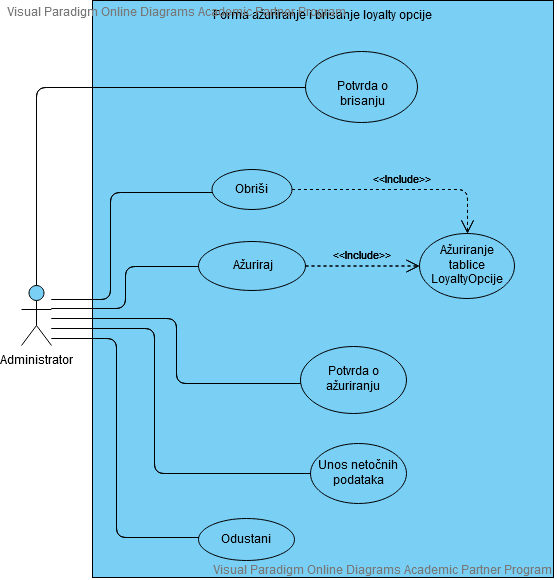 Visual Paradigm Online Diagrams Academic Partner Program
Forma ažuriranje i brisanje loyalty opcije
Potvrda o
brisanju
<<Include>>
Obriši
Ažuriranje
tablice
LoyaltyOpcije
<<Include>>
Ažuriraj
Administrator
Potvrda o
ažuriranju
Unos netočnih
podataka
Odustani
Visual Paradigm Online Diagrams Academic Partner Program